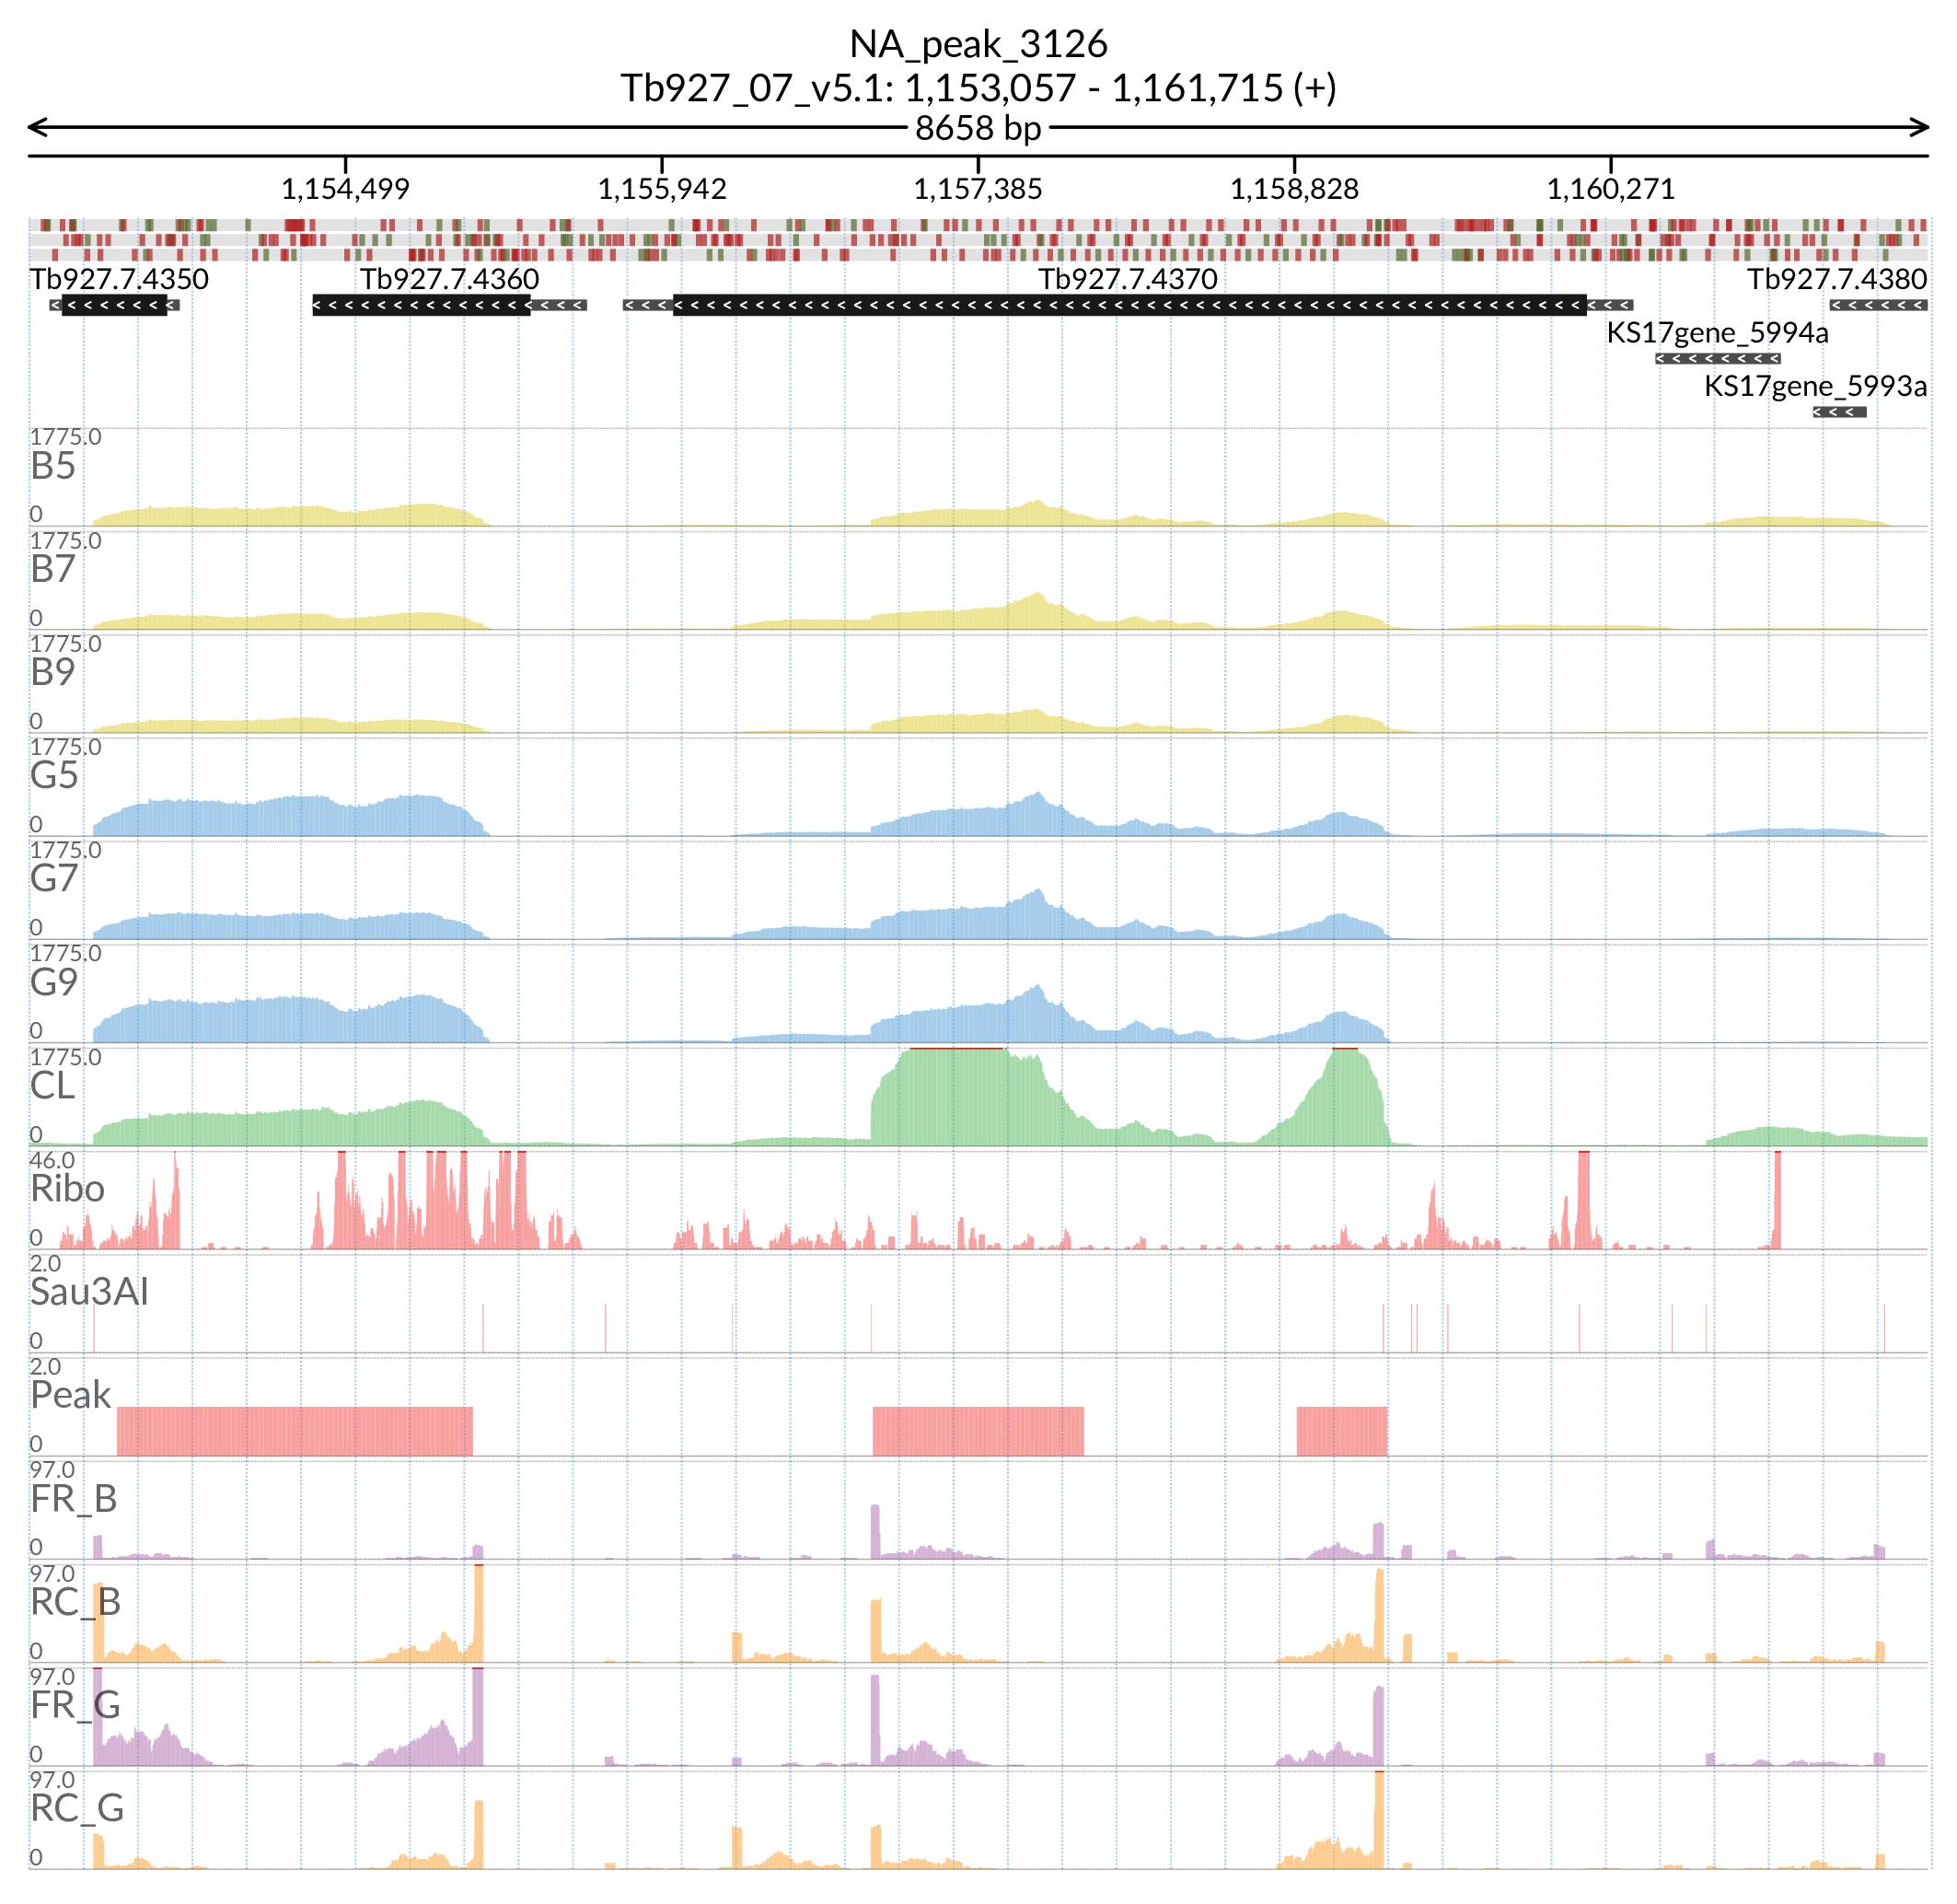 NA_peak_3126
Tb927_07_v5.1: 1,153,057 - 1,161,715 (+)
8658 bp
1,154,499 1,155,942 1,157,385 1,158,828 1,160,271
Tb927.7.4350 Tb927.7.4360 Tb927.7.4370 Tb927.7.4380
KS17gene_5994a
KS17gene_5993a
1775.0
B5
0
1775.0
B7
0
1775.0
B9
0
1775.0
G5
0
1775.0
G7
0
1775.0
G9
0
1775.0
CL
0
46.0
Ribo
0
2.0
Sau3AI
0
2.0
Peak
0
97.0
FR_B
0
97.0
RC_B
0
97.0
FR_G
0
97.0
RC_G
0